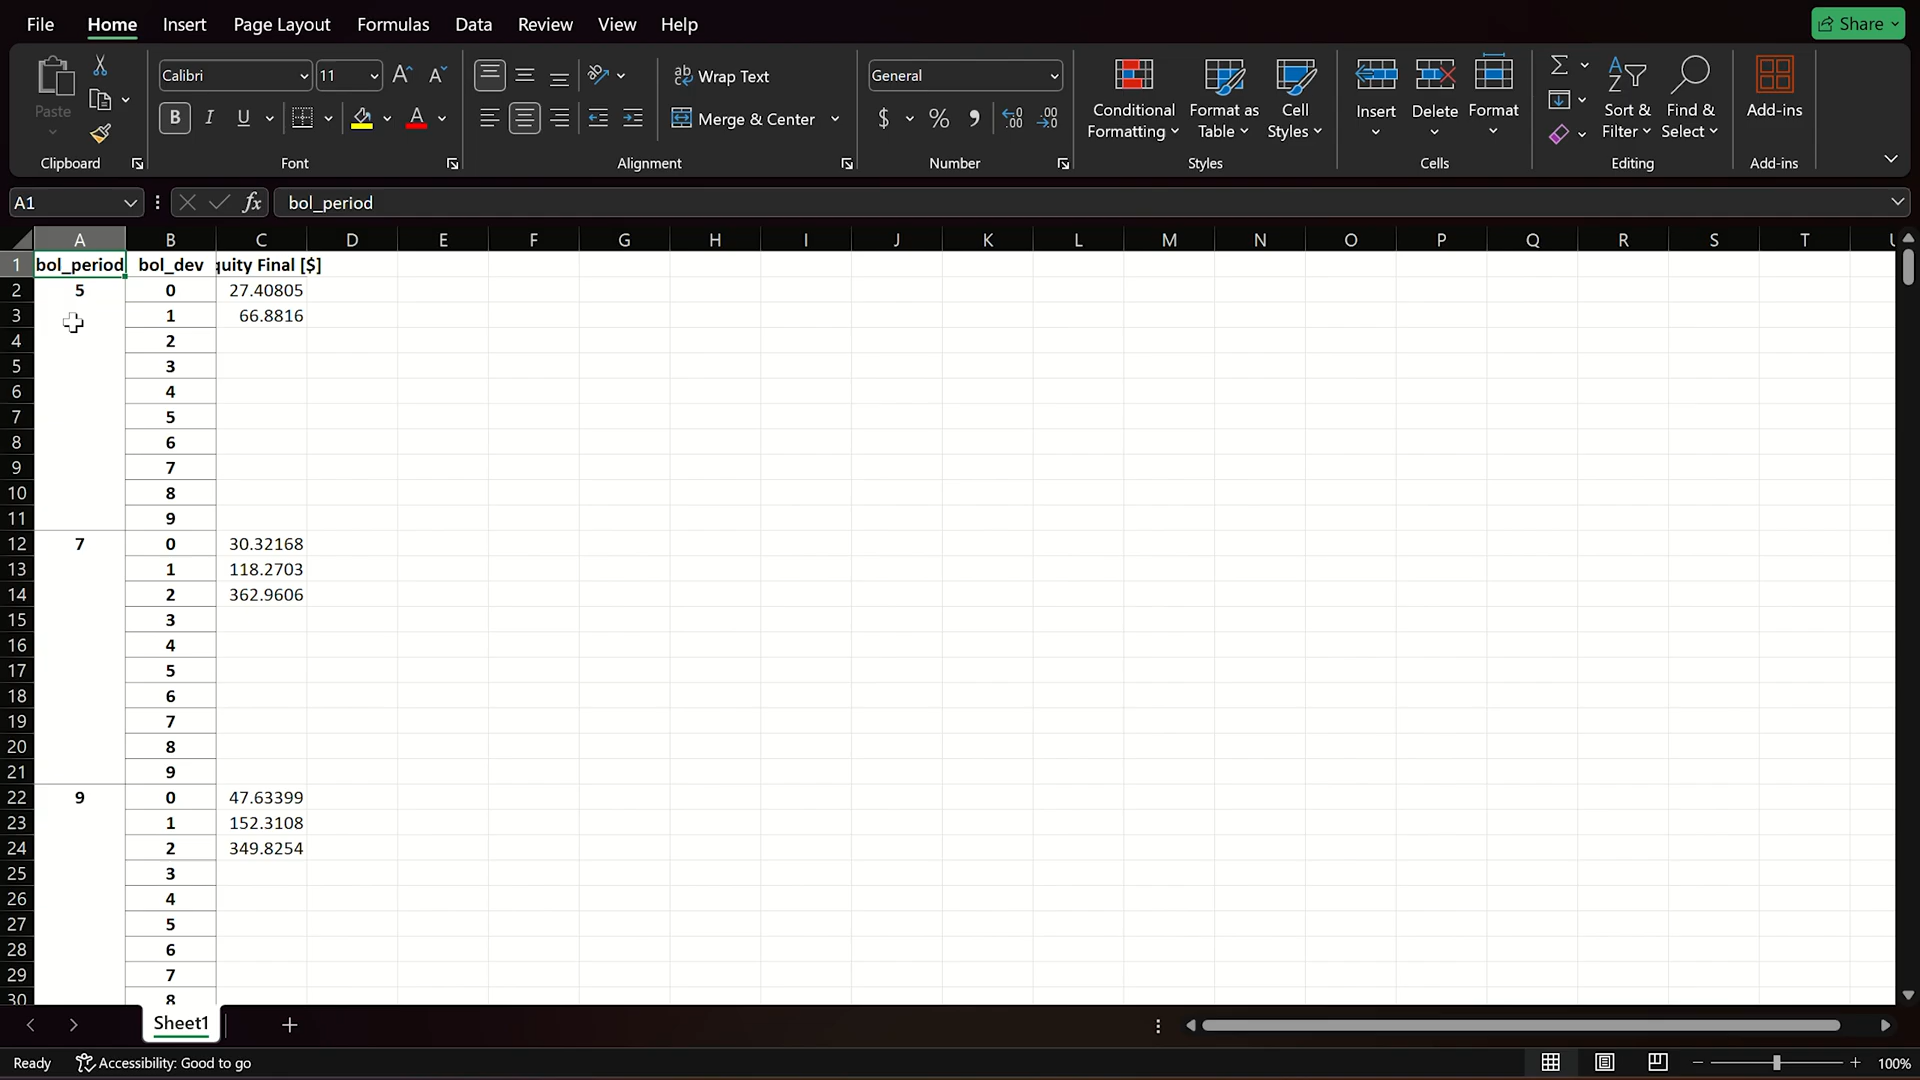 File Home Insert Page Layout Formulas Data Review View Help Share
Calibri 11 Wrap Text General
Paste Conditional Formatting Format as Table Cell Styles Insert Delete Format Sort & Filter Find & Select Add-ins
B I U A Merge & Center $ % , .00
Clipboard Font Alignment Number Styles Cells Editing Add-ins
A1 fx bol_period
A B C D E F G H I J K L M N O P Q R S T U
1 bol_period bol_dev quity Final [$]
2 5 0 27.40805
3 1 66.8816
4 2
5 3
6 4
7 5
8 6
9 7
10 8
11 9
12 7 0 30.32168
13 1 118.2703
14 2 362.9606
15 3
16 4
17 5
18 6
19 7
20 8
21 9
22 9 0 47.63399
23 1 152.3108
24 2 349.8254
25 3
26 4
27 5
28 6
29 7
30 8
Sheet1
Ready Accessibility: Good to go 100%